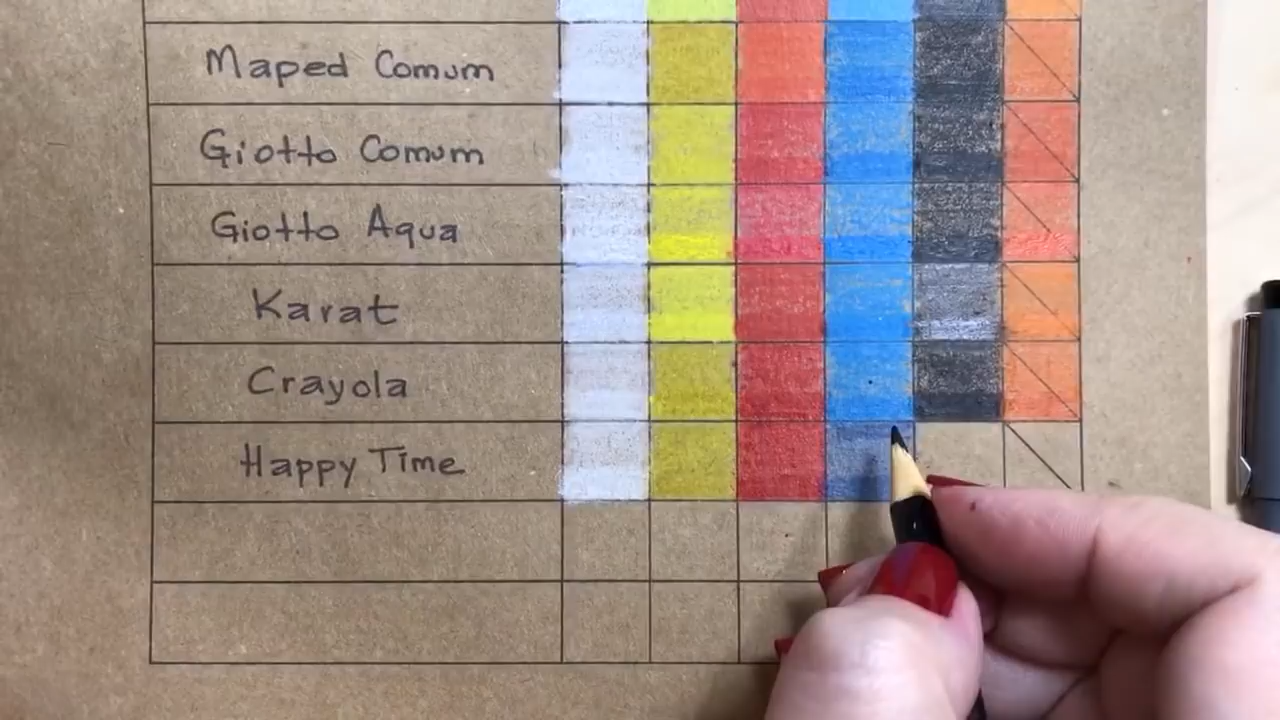 Maped Comum
Giotto Comum
Giotto Aqua
Karat
Crayola
Happy Time